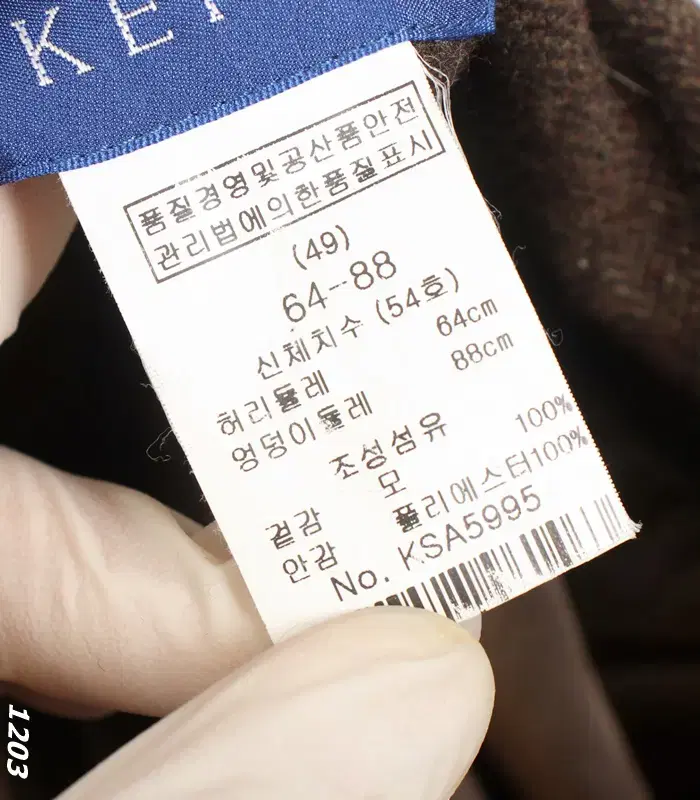 KET
품질경영및공산품안전
관리법에의한품질표시
(49)
64--88
신체치수 (54호)
허리둘레 64cm
엉덩이둘레 88cm
조성섬유
겉감 모 100%
안감 폴리에스터100%
No. KSA5995
1203